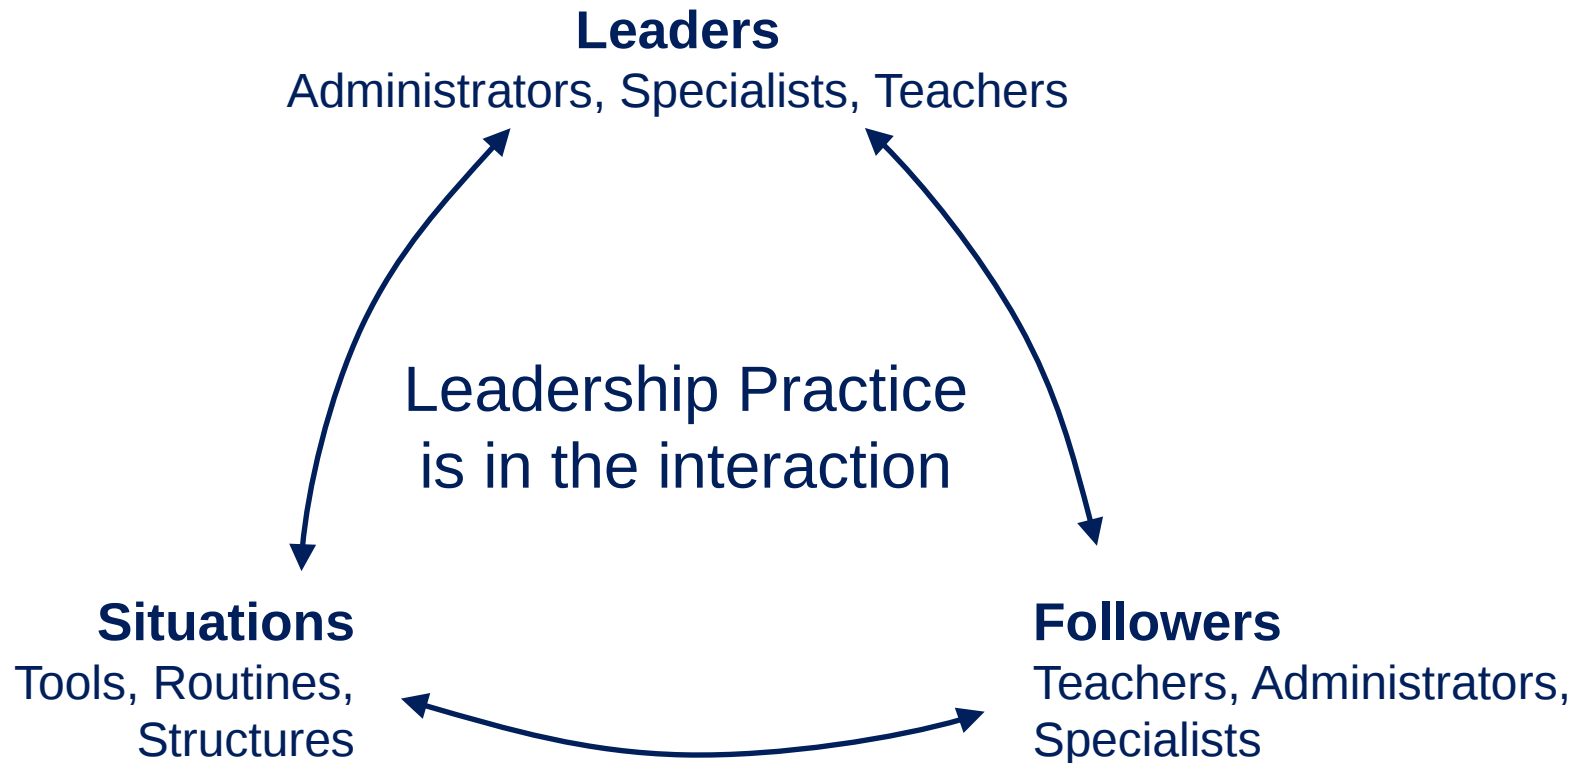 Leaders
Administrators, Specialists, Teachers
Leadership Practice
is in the interaction
Situations
Tools, Routines,
Structures
Followers
Teachers, Administrators,
Specialists